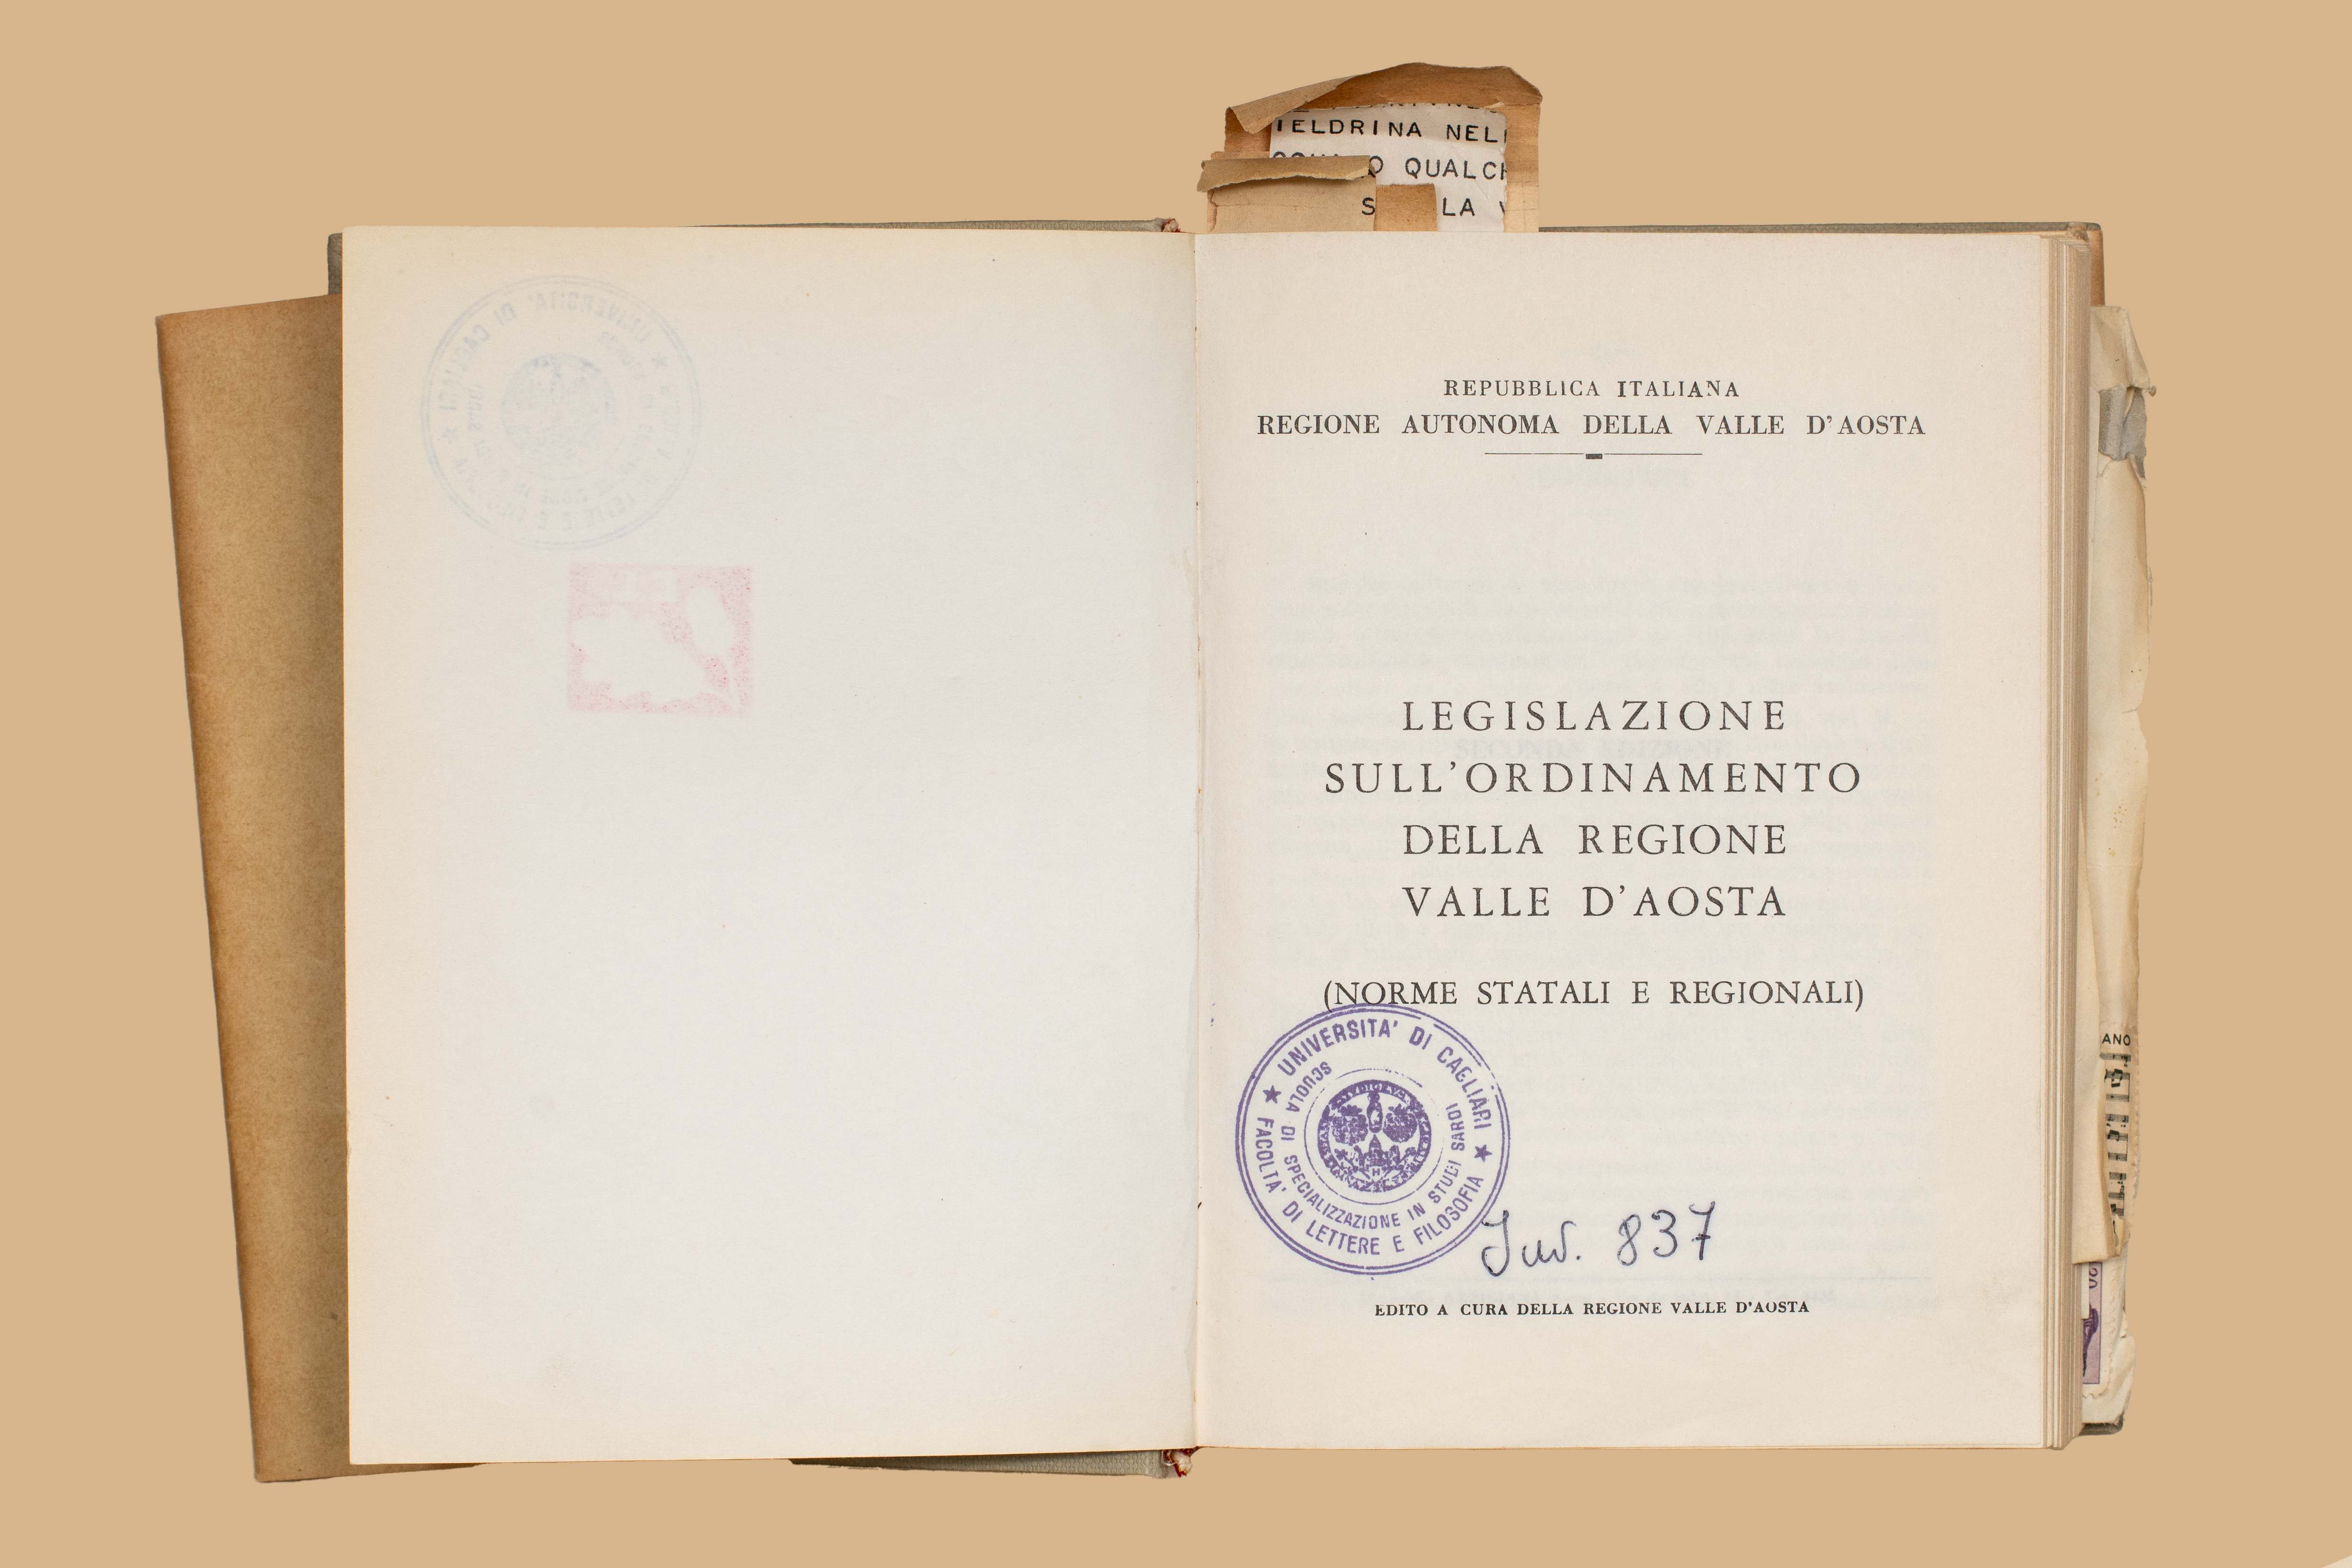 NEL
QUALCH
LA
REPUBBLICA ITALIANA
REGIONE AUTONOMA DELLA VALLE D'AOSTA
LEGISLAZIONE
SULL'ORDINAMENTO
DELLA REGIONE
VALLE D'AOSTA
(NORME STATALI E REGIONALI)
★ UNIVERSITA' DI CAGLIARI ★
FACOLTA' DI LETTERE E FILOSOFIA
SCUOLA DI SPECIALIZZAZIONE IN STUDI SARDI
Inv. 837
EDITO A CURA DELLA REGIONE VALLE D'AOSTA
ANO